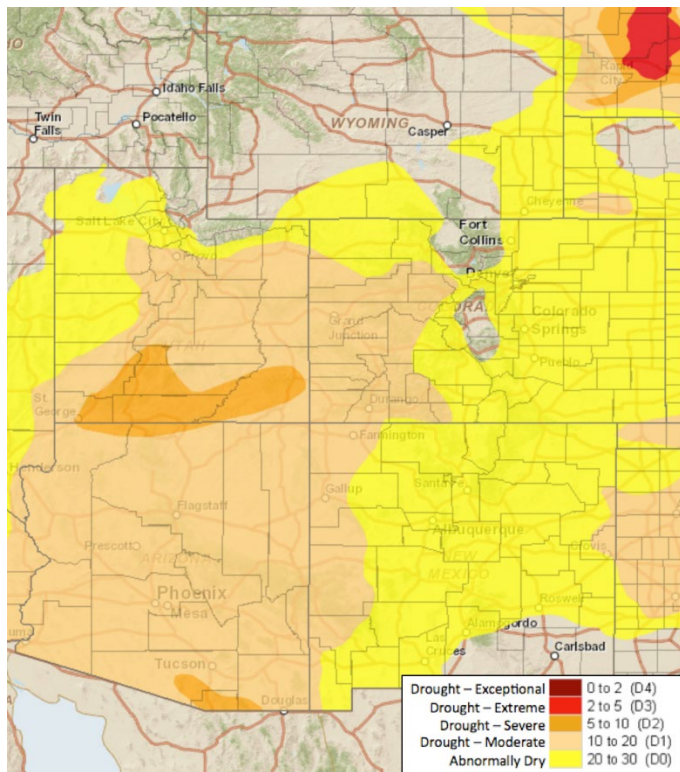 HO
Idaho Falls
Twin
Falls
Pocatello
WYOMING
Casper
Rapid
City
Cheyenne
Salt Lake City
Fort
Collins
Provo
Denver
COLORA
Grand
Junction
Colorado
Springs
UTAH
Pueblo
St.
George
Durango
Farmington
Henderson
Gallup
Santa Fe
Flagstaff
Albuquerque
Prescott
Clovis
ARIZONA
NEW
MEXICO
Phoenix
Mesa
Roswell
Alamogordo
Las
Cruces
Carlsbad
Tucson
Douglas
Drought – Exceptional 0 to 2 (D4)
Drought – Extreme 2 to 5 (D3)
Drought – Severe 5 to 10 (D2)
Drought – Moderate 10 to 20 (D1)
Abnormally Dry 20 to 30 (D0)